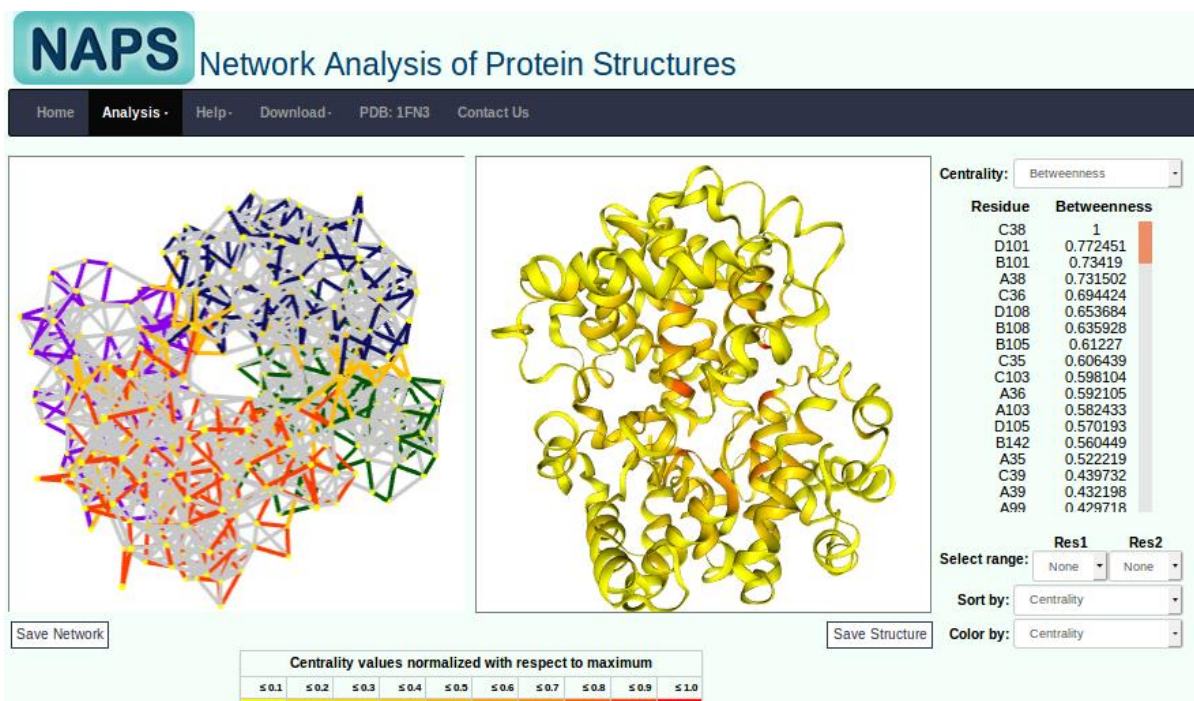 NAPS Network Analysis of Protein Structures
Home Analysis Help Download PDB: 1FN3 Contact Us
Centrality: Betweenness
Residue Betweenness
C38 1
D101 0.772451
B101 0.73419
A38 0.731502
C36 0.694424
D108 0.653684
B108 0.635928
B105 0.61227
C35 0.606439
C103 0.598104
A36 0.592105
A103 0.582433
D105 0.570193
B142 0.560449
A35 0.522219
C39 0.439732
A39 0.432198
A99 0.429718
Res1 Res2
Select range: None None
Sort by: Centrality
Save Network Save Structure Color by: Centrality
Centrality values normalized with respect to maximum
≤ 0.1 ≤ 0.2 ≤ 0.3 ≤ 0.4 ≤ 0.5 ≤ 0.6 ≤ 0.7 ≤ 0.8 ≤ 0.9 ≤ 1.0